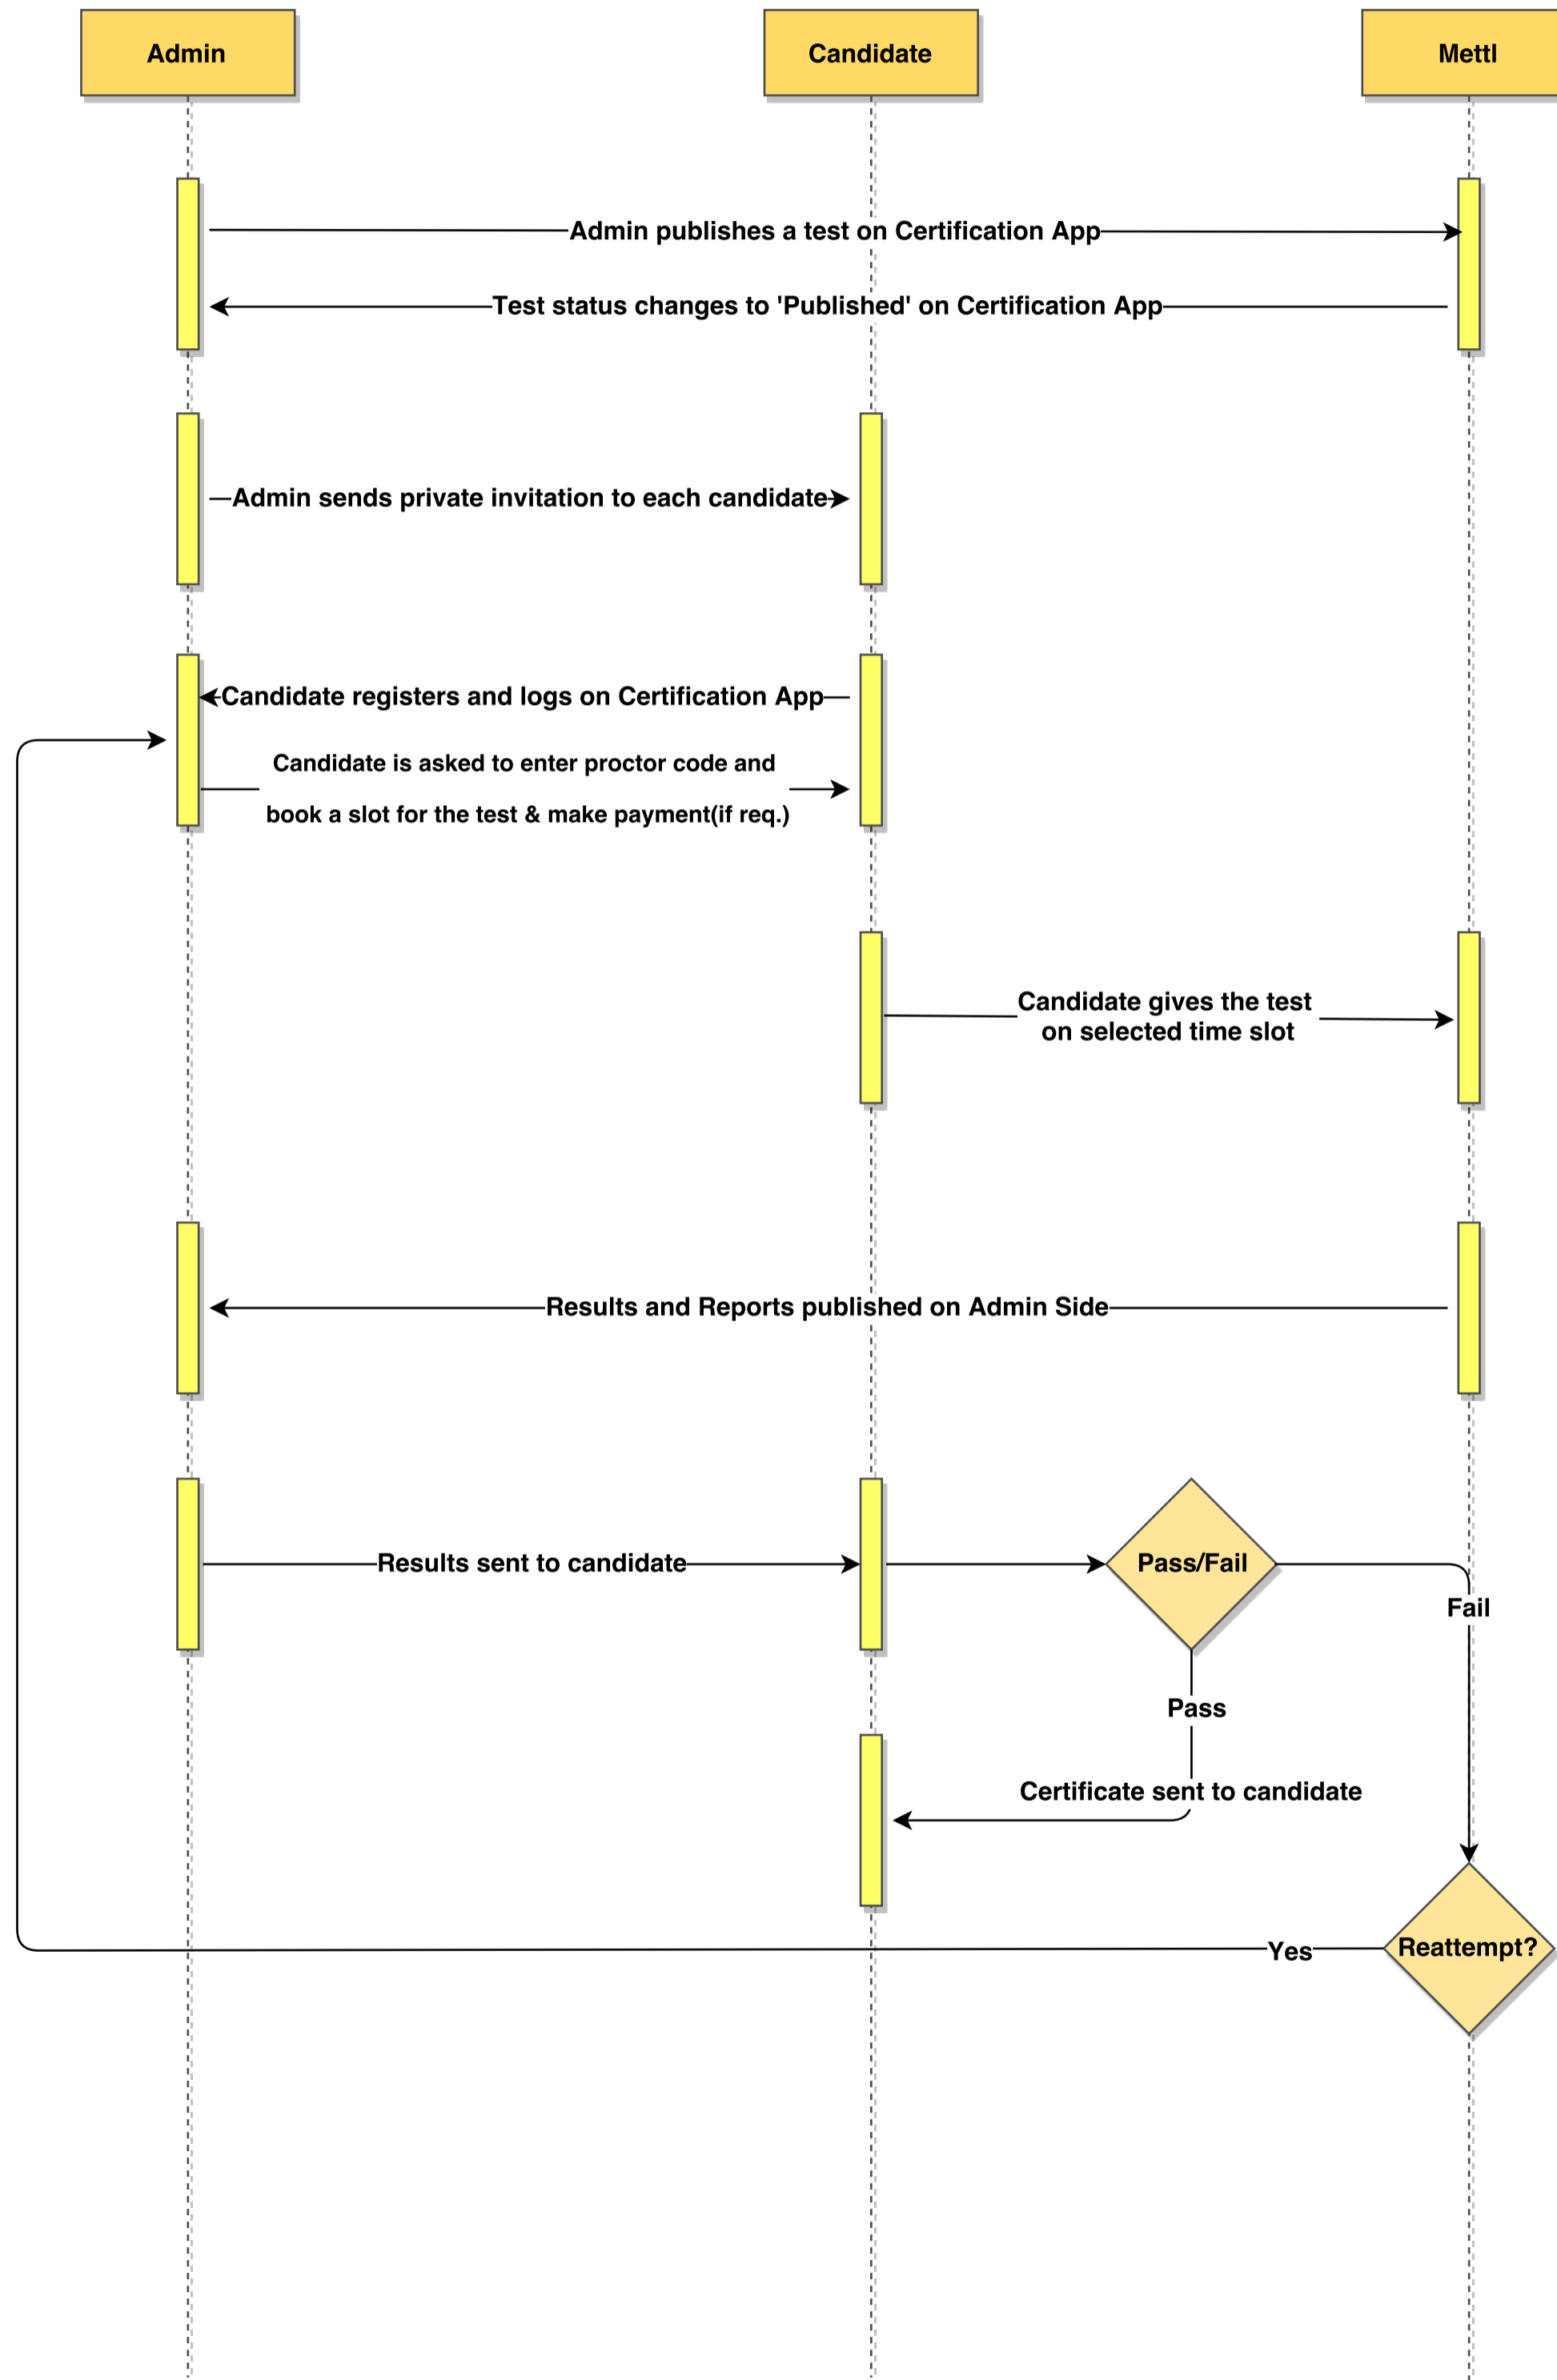 Admin
Candidate
Mettl
Admin publishes a test on Certification App
Test status changes to 'Published' on Certification App
Admin sends private invitation to each candidate
Candidate registers and logs on Certification App
Candidate is asked to enter proctor code and
book a slot for the test & make payment(if req.)
Candidate gives the test
on selected time slot
Results and Reports published on Admin Side
Results sent to candidate
Pass/Fail
Fail
Pass
Certificate sent to candidate
Yes
Reattempt?